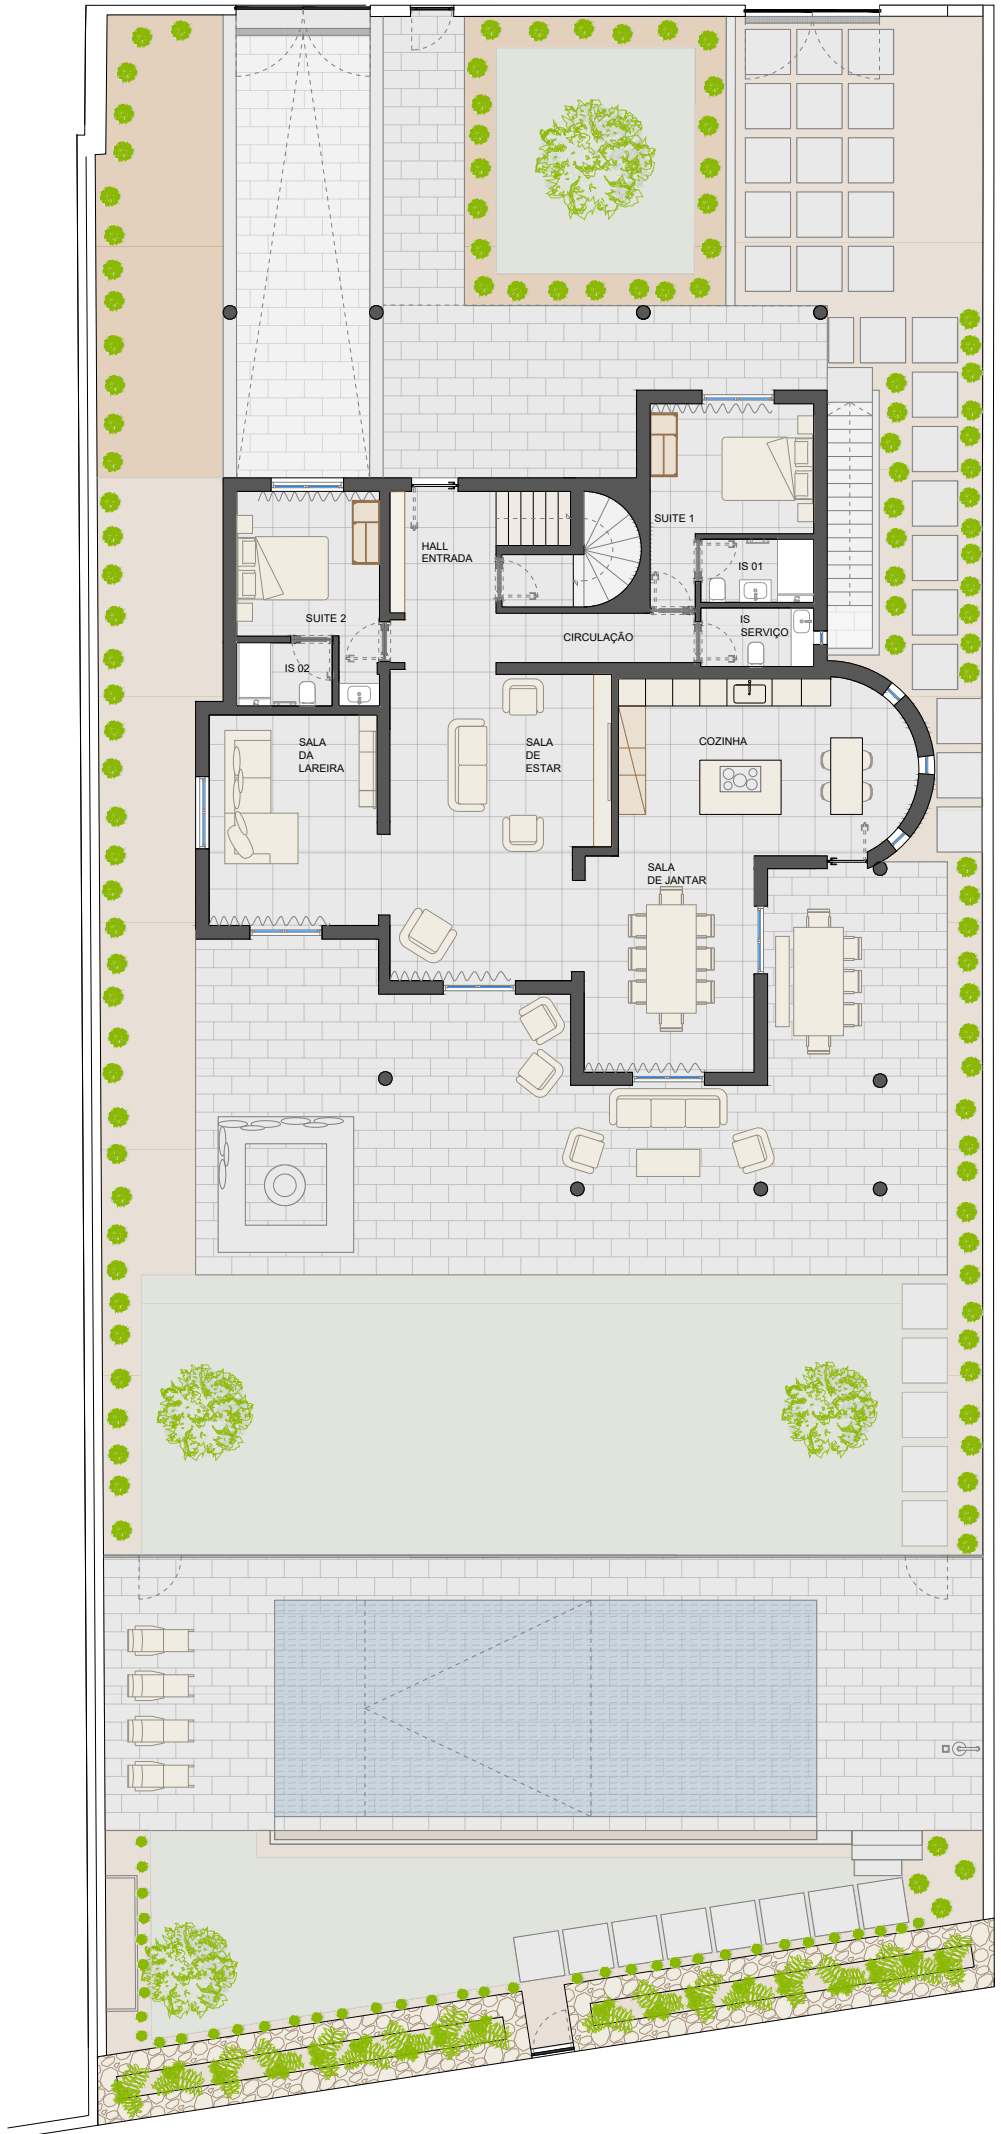 SUITE 1
HALL
ENTRADA
IS 01
SUITE 2
IS
SERVIÇO
CIRCULAÇÃO
IS 02
SALA
DA
LAREIRA
SALA
DE
ESTAR
COZINHA
SALA
DE JANTAR